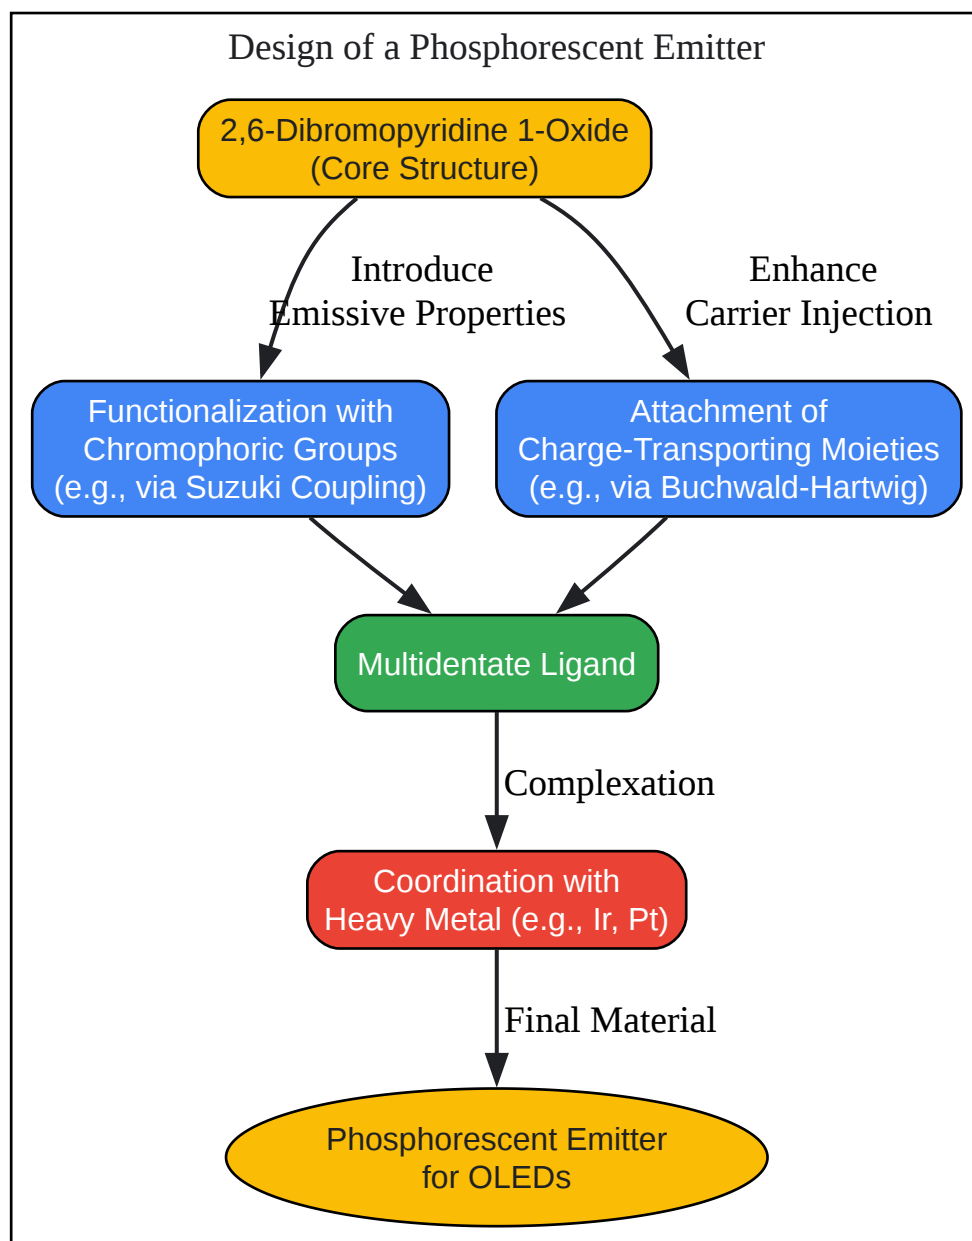 Design of a Phosphorescent Emitter
2,6-Dibromopyridine 1-Oxide
(Core Structure)
Introduce
Emissive Properties
Enhance
Carrier Injection
Functionalization with
Chromophoric Groups
(e.g., via Suzuki Coupling)
Attachment of
Charge-Transporting Moieties
(e.g., via Buchwald-Hartwig)
Multidentate Ligand
Complexation
Coordination with
Heavy Metal (e.g., Ir, Pt)
Final Material
Phosphorescent Emitter
for OLEDs